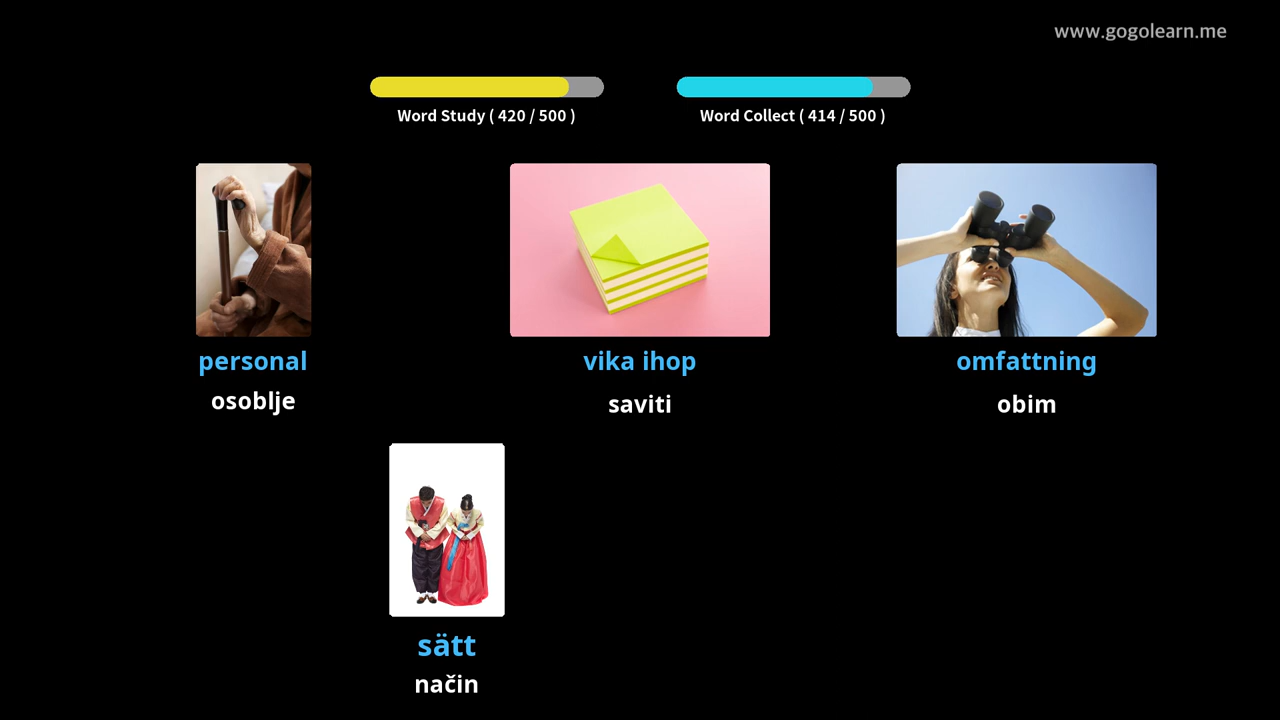 www.gogolearn.me
Word Study ( 420 / 500 )
Word Collect ( 414 / 500 )
personal
osoblje
vika ihop
saviti
omfattning
obim
sätt
način